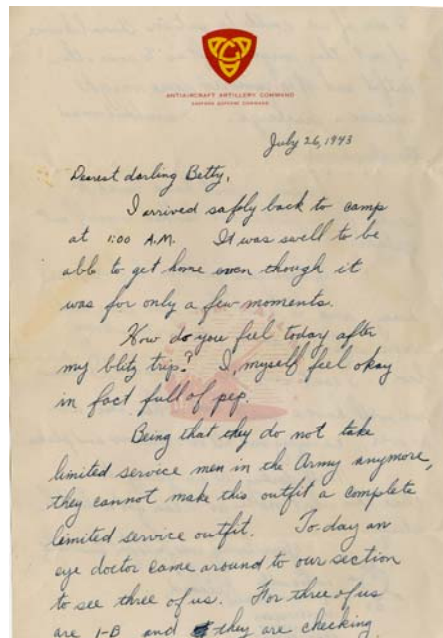 ANTIAIRCRAFT ARTILLERY COMMAND
EASTERN DEFENSE COMMAND
July 26, 1943
Dearest darling Betty,
I arrived safely back to camp
at 1:00 A.M. It was swell to be
able to get home even though it
was for only a few moments.
How do you feel today after
my blitz trip? I, myself feel okay
in fact full of pep.
Being that they do not take
limited service men in the Army anymore,
they cannot make this outfit a complete
limited service outfit. To-day an
eye doctor came around to our section
to see three of us. For three of us
are 1-B and they are checking